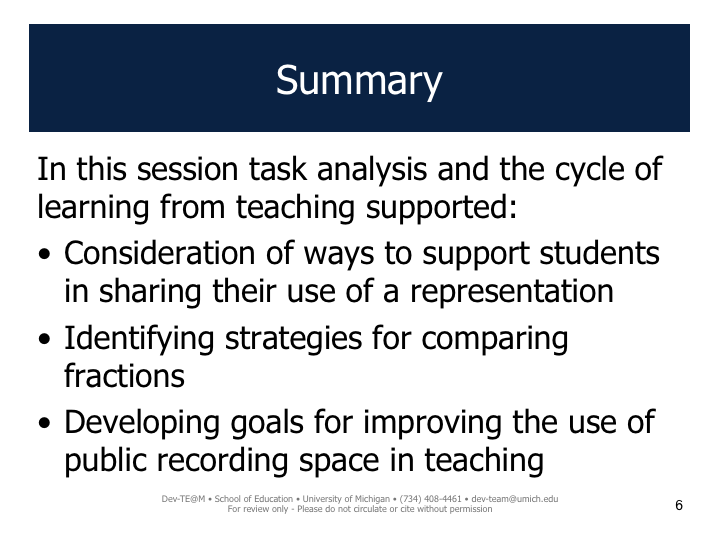 Summary
In this session task analysis and the cycle of
learning from teaching supported:
• Consideration of ways to support students
in sharing their use of a representation
• Identifying strategies for comparing
fractions
• Developing goals for improving the use of
public recording space in teaching
Dev-TE@M • School of Education • University of Michigan • (734) 408-4461 • dev-team@umich.edu
For review only - Please do not circulate or cite without permission
6